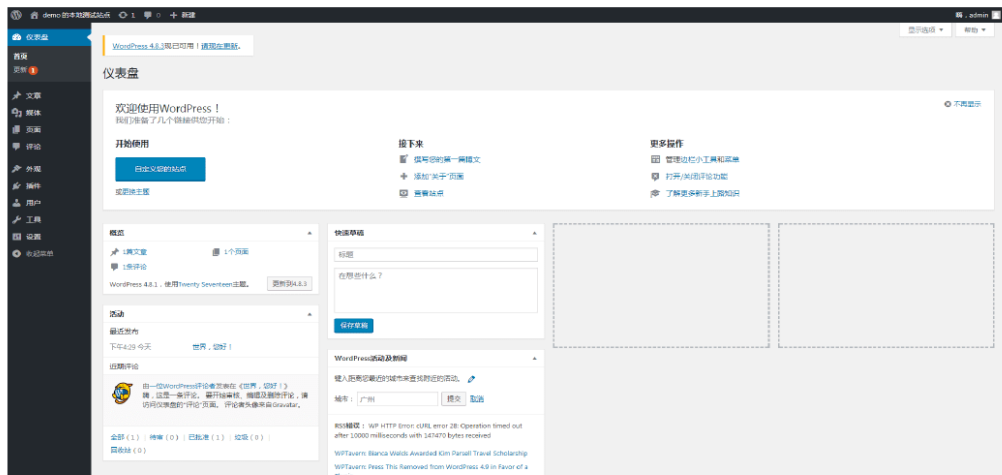 demo 的本地测试站点 1 0 新建
嗨，admin
仪表盘
首页
更新 1
文章
媒体
页面
评论
外观
插件
用户
工具
设置
收起菜单
显示选项
帮助
WordPress 4.8.3现已可用！请现在更新。
仪表盘
欢迎使用WordPress！
我们准备了几个链接供您开始：
不再显示
开始使用
自定义您的站点
或更换主题
接下来
撰写您的第一篇博文
添加“关于”页面
查看站点
更多操作
管理边栏小工具和菜单
打开/关闭评论功能
了解更多新手上路知识
概览
1篇文章
1个页面
1条评论
WordPress 4.8.1，使用Twenty Seventeen主题。
更新到4.8.3
活动
最近发布
下午4:29 今天
世界，您好！
近期评论
由一位WordPress评论者发表在《世界，您好！》
嗨，这是一条评论。 要开始审核、编辑及删除评论，请
访问仪表盘的“评论”页面。 评论者头像来自Gravatar。
全部（1） | 待审（0） | 已批准（1） | 垃圾（0） |
回收站（0）
快速草稿
标题
在想些什么？
保存草稿
WordPress活动及新闻
键入距离您最近的城市来查找附近的活动。
城市： 广州 提交 取消
RSS错误： WP HTTP Error: cURL error 28: Operation timed out
after 10000 milliseconds with 147470 bytes received
WPTavern: Bianca Welds Awarded Kim Parsell Travel Scholarship
WPTavern: Press This Removed from WordPress 4.9 in Favor of a